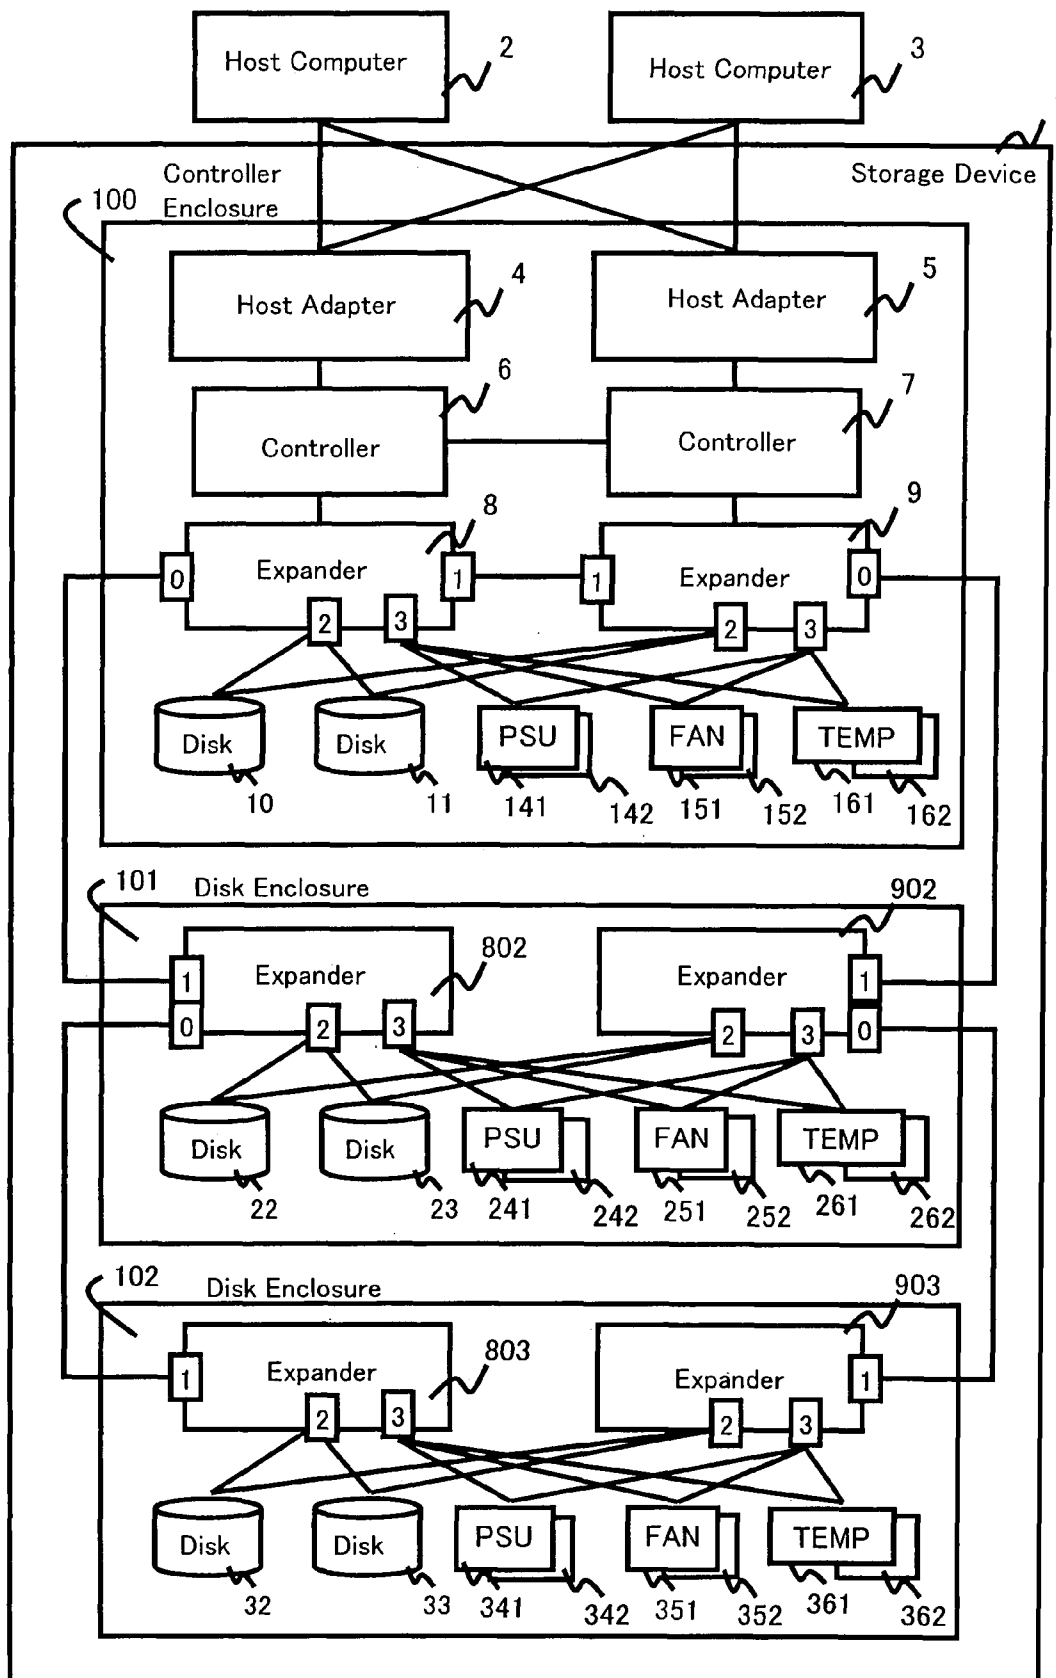 Host Computer
2
Host Computer
3
Storage Device
Controller
Enclosure
100
Host Adapter
4
Host Adapter
5
Controller
6
Controller
7
Expander
8
0
1
2
3
Expander
9
1
0
2
3
Disk
10
Disk
11
PSU
141
142
FAN
151
152
TEMP
161
162
101
Disk Enclosure
Expander
802
1
0
2
3
Expander
902
1
0
2
3
Disk
22
Disk
23
PSU
241
242
FAN
251
252
TEMP
261
262
102
Disk Enclosure
Expander
803
1
2
3
Expander
903
1
2
3
Disk
32
Disk
33
PSU
341
342
FAN
351
352
TEMP
361
362